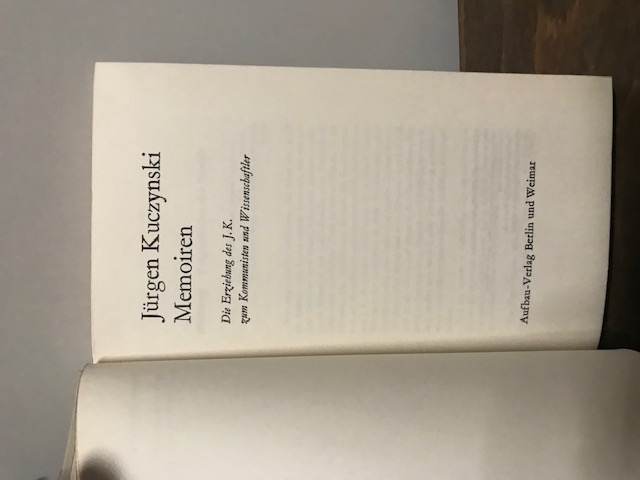 Jürgen Kuczynski
Memoiren
Die Erziehung des J. K.
zum Kommunisten und Wissenschaftler
Aufbau-Verlag Berlin und Weimar